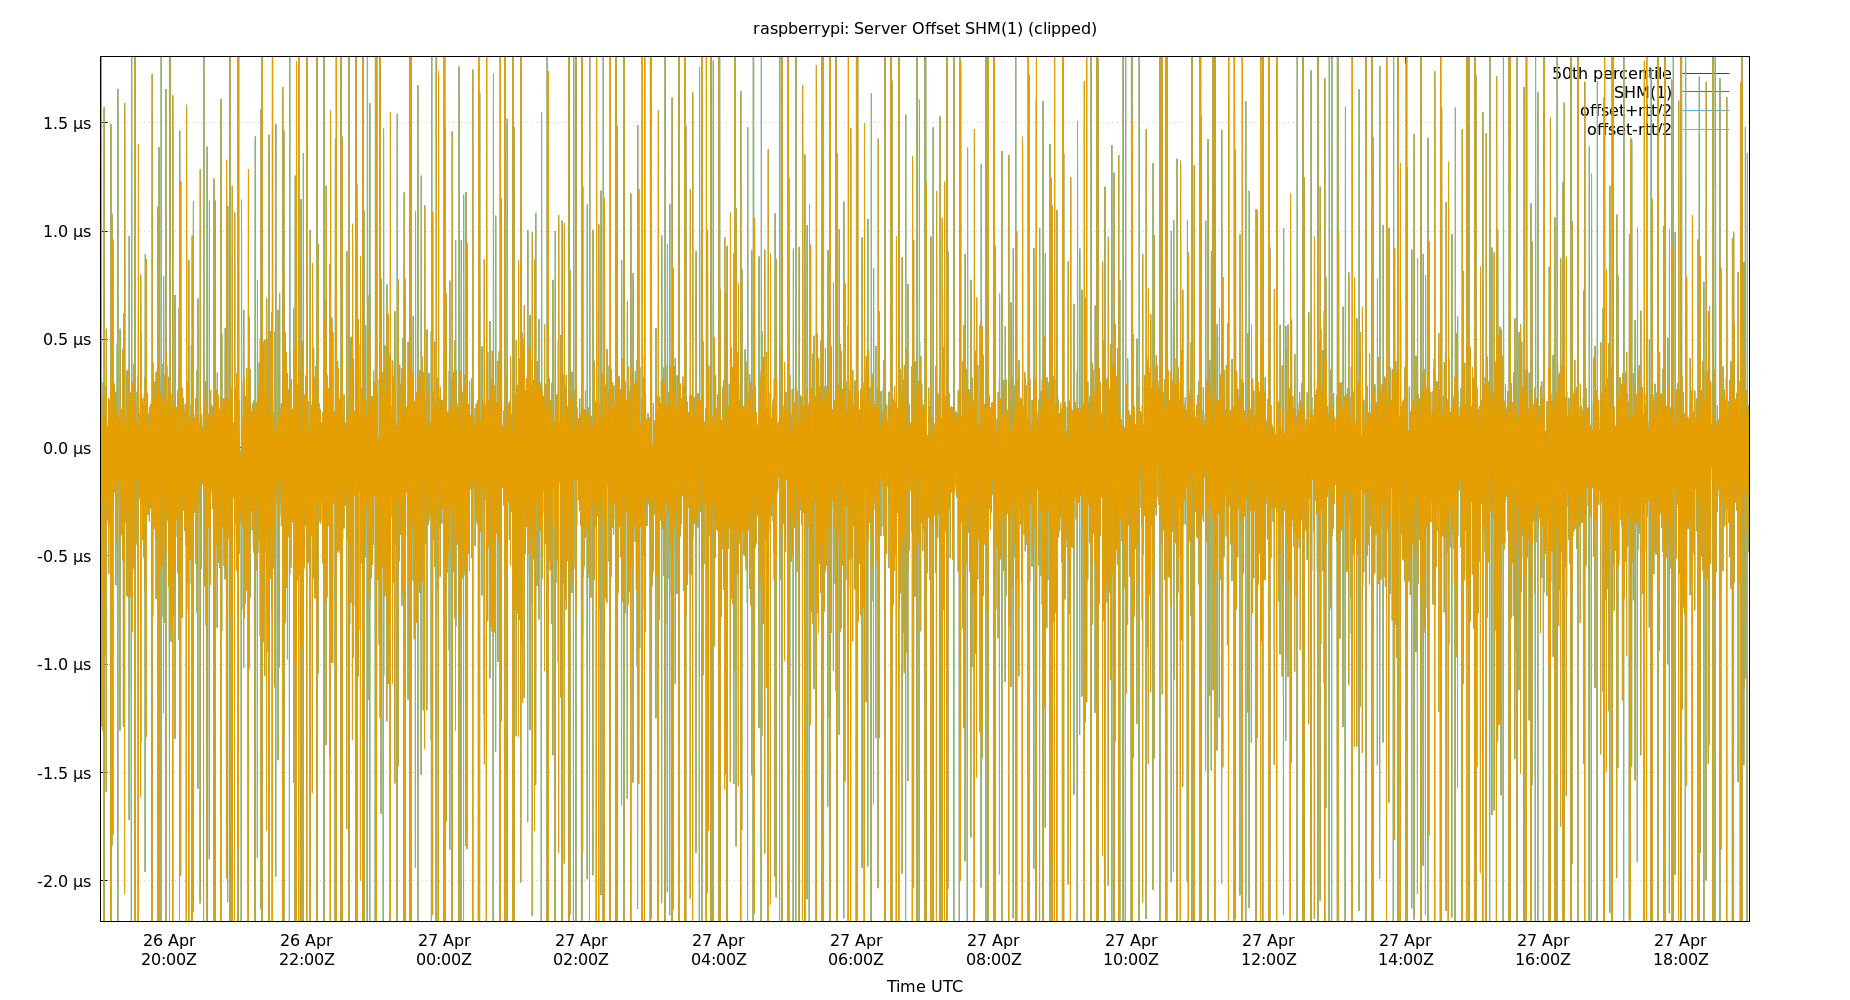 raspberrypi: Server Offset SHM(1) (clipped)
50th percentile
SHM(1)
offset+rtt/2
offset-rtt/2
1.5 µs
1.0 µs
0.5 µs
0.0 µs
-0.5 µs
-1.0 µs
-1.5 µs
-2.0 µs
26 Apr 26 Apr 27 Apr 27 Apr 27 Apr 27 Apr 27 Apr 27 Apr 27 Apr 27 Apr 27 Apr 27 Apr
20:00Z 22:00Z 00:00Z 02:00Z 04:00Z 06:00Z 08:00Z 10:00Z 12:00Z 14:00Z 16:00Z 18:00Z
Time UTC